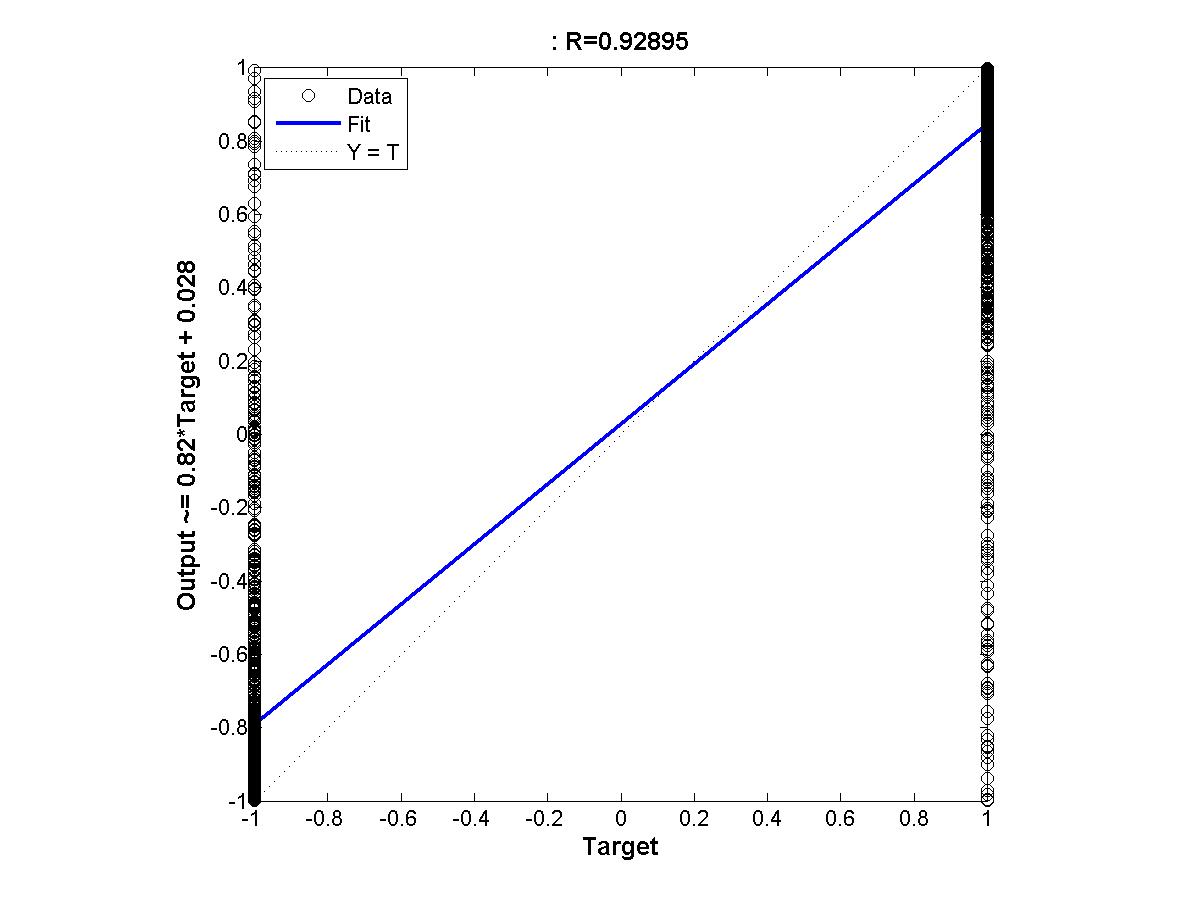 : R=0.92895
Data
Fit
Y = T
1
0.8
0.6
0.4
0.2
0
-0.2
-0.4
-0.6
-0.8
-1
Output ~= 0.82*Target + 0.028
-1 -0.8 -0.6 -0.4 -0.2 0 0.2 0.4 0.6 0.8 1
Target